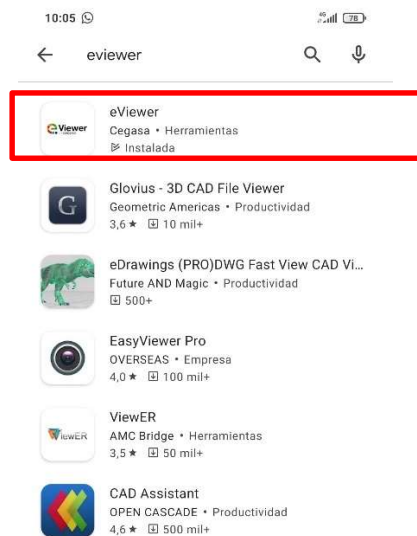 10:05
4G
78
eviewer
eViewer
eViewer
Cegasa • Herramientas
Instalada
G
Glovius - 3D CAD File Viewer
Geometric Americas • Productividad
3,6★ 10 mil+
eDrawings (PRO)DWG Fast View CAD Vi...
Future AND Magic • Productividad
500+
EasyViewer Pro
OVERSEAS • Empresa
4,0★ 100 mil+
ViewER
ViewER
AMC Bridge • Herramientas
3,5★ 50 mil+
CAD Assistant
OPEN CASCADE • Productividad
4,6★ 500 mil+